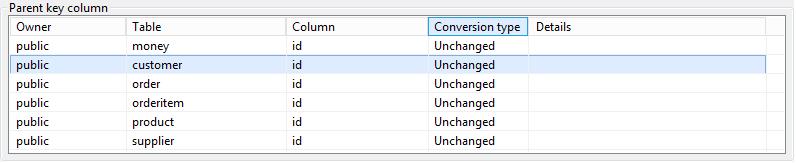 Parent key column
Owner Table Column Conversion type Details
public money id Unchanged
public customer id Unchanged
public order id Unchanged
public orderitem id Unchanged
public product id Unchanged
public supplier id Unchanged